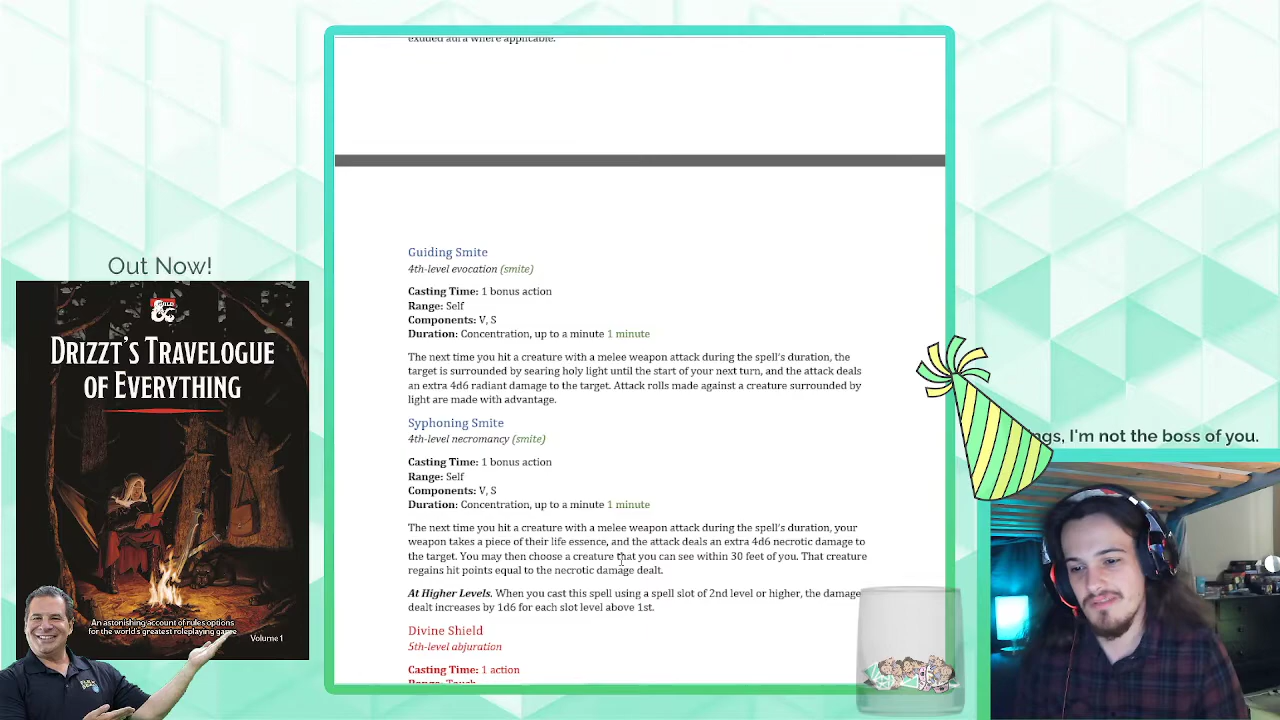 exuded aura where applicable.
Guiding Smite
4th-level evocation (smite)
Casting Time: 1 bonus action
Range: Self
Components: V, S
Duration: Concentration, up to a minute 1 minute
The next time you hit a creature with a melee weapon attack during the spell's duration, the
target is surrounded by searing holy light until the start of your next turn, and the attack deals
an extra 4d6 radiant damage to the target. Attack rolls made against a creature surrounded by
light are made with advantage.
Syphoning Smite
4th-level necromancy (smite)
Casting Time: 1 bonus action
Range: Self
Components: V, S
Duration: Concentration, up to a minute 1 minute
The next time you hit a creature with a melee weapon attack during the spell's duration, your
weapon takes a piece of their life essence, and the attack deals an extra 4d6 necrotic damage to
the target. You may then choose a creature that you can see within 30 feet of you. That creature
regains hit points equal to the necrotic damage dealt.
At Higher Levels. When you cast this spell using a spell slot of 2nd level or higher, the damage
dealt increases by 1d6 for each slot level above 1st.
Divine Shield
5th-level abjuration
Casting Time: 1 action
Range: Touch
Out Now!
DRIZZT'S TRAVELOGUE
OF EVERYTHING
An astonishing account of rules options
for the world's greatest roleplaying game
Volume 1
ngs, I'm not the boss of you.